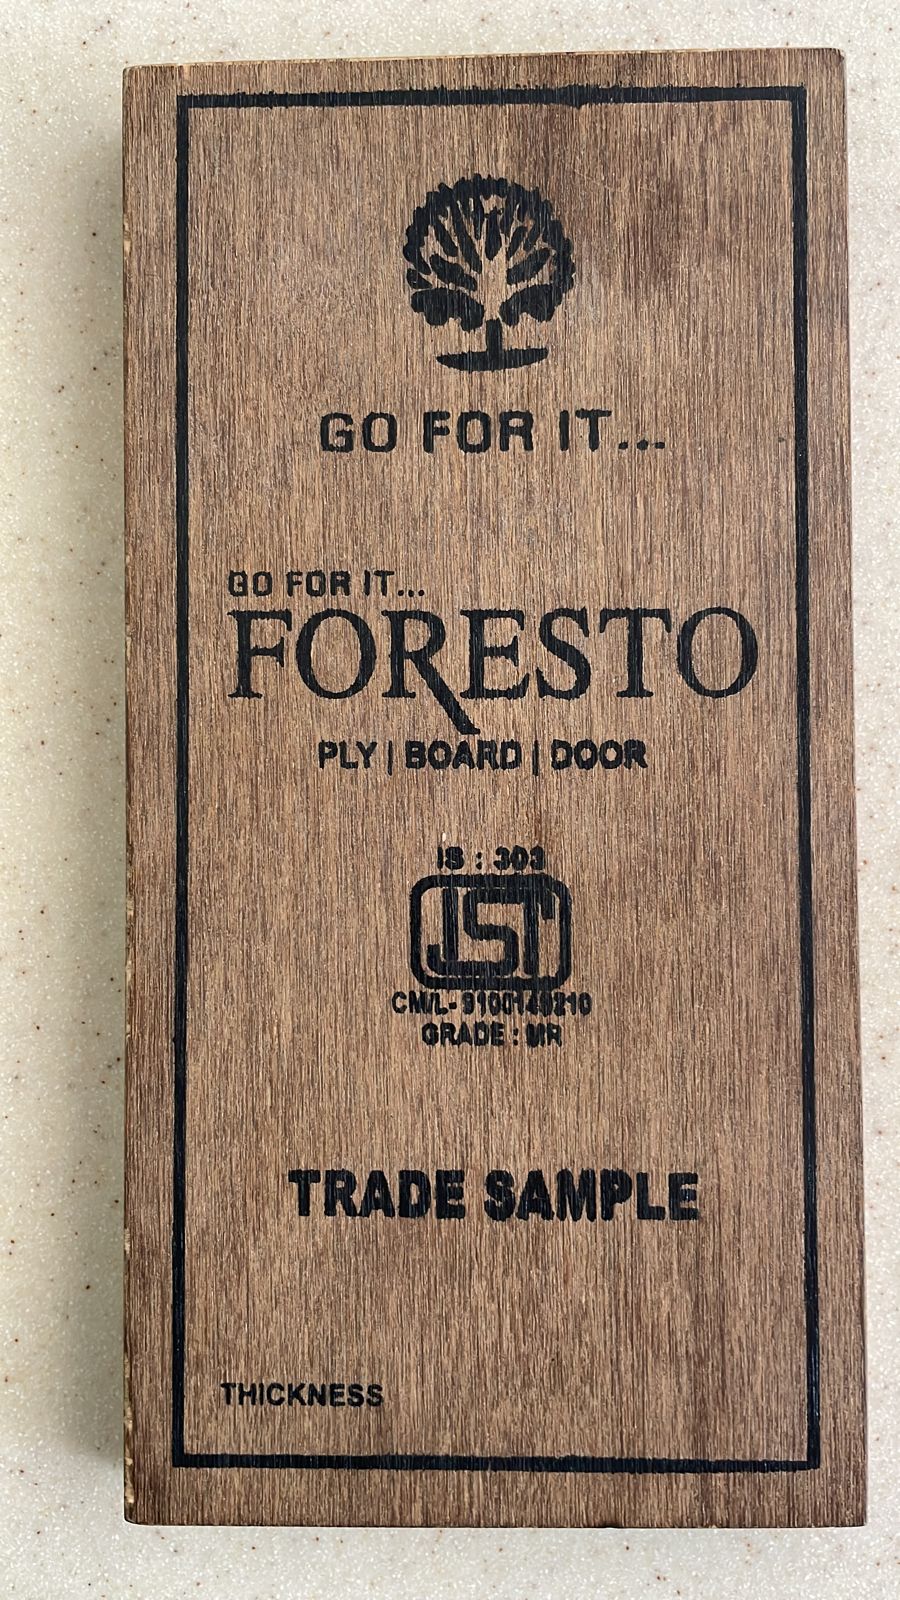 GO FOR IT...
GO FOR IT...
FORESTO
PLY | BOARD | DOOR
IS : 303
ISI
CM/L- 9100149210
GRADE : MR
TRADE SAMPLE
THICKNESS